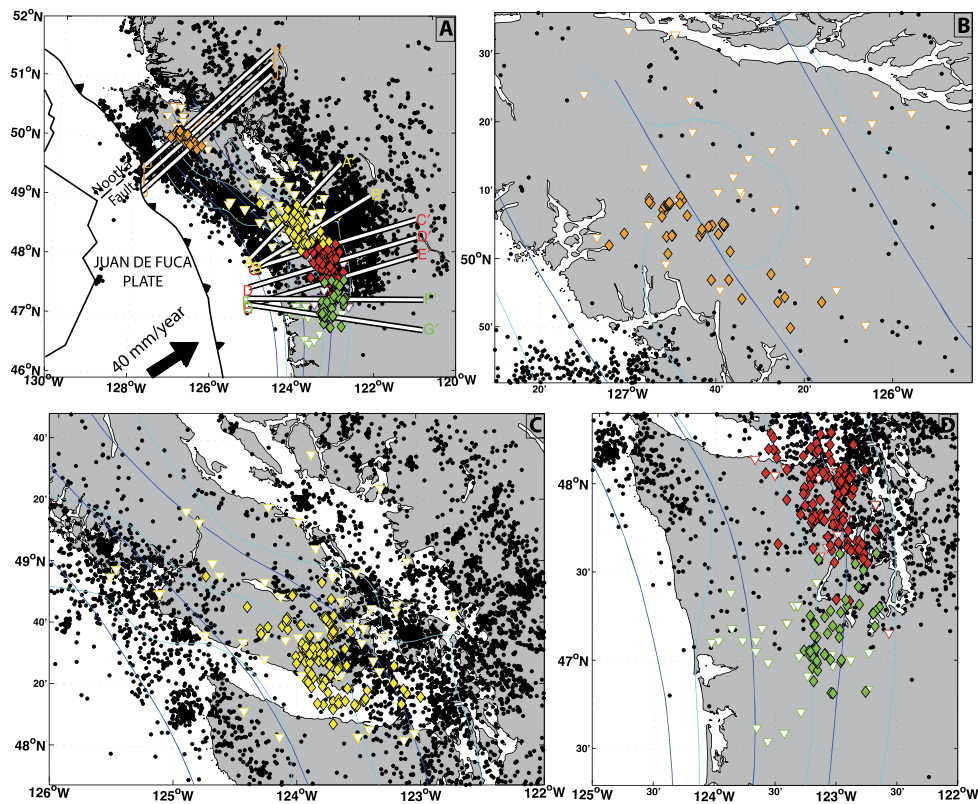 52°N
51°N
50°N
49°N
48°N
47°N
46°N
130°W
128°W
126°W
124°W
122°W
120°W
A
Nootka
Fault
JUAN DE FUCA
PLATE
40 mm/year
A'
C'
D'
E'
F'
G'
D
B
30'
20'
10'
50°N
50'
20'
127°W
40'
20'
126°W
C
40'
20'
49°N
40'
20'
48°N
126°W
125°W
124°W
123°W
122°W
D
48°N
30'
47°N
30'
125°W
30'
124°W
30'
123°W
30'
122°W